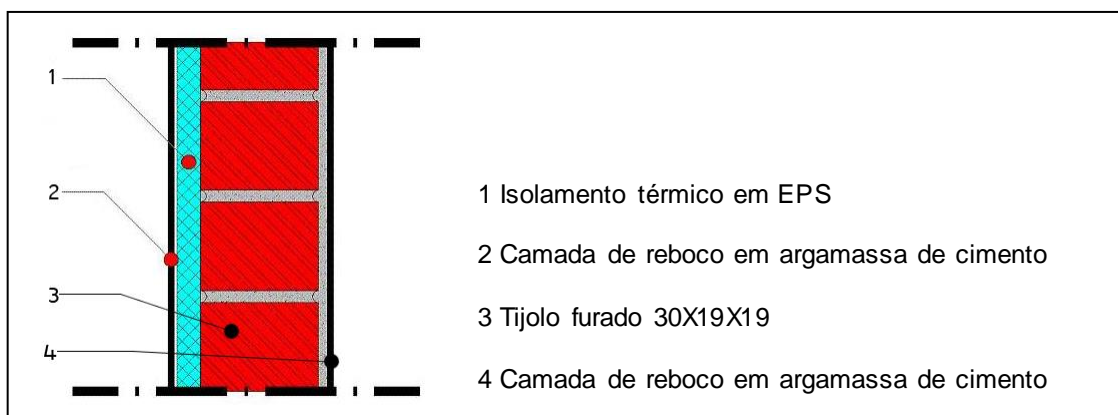 1
2
3
4
1 Isolamento térmico em EPS
2 Camada de reboco em argamassa de cimento
3 Tijolo furado 30X19X19
4 Camada de reboco em argamassa de cimento